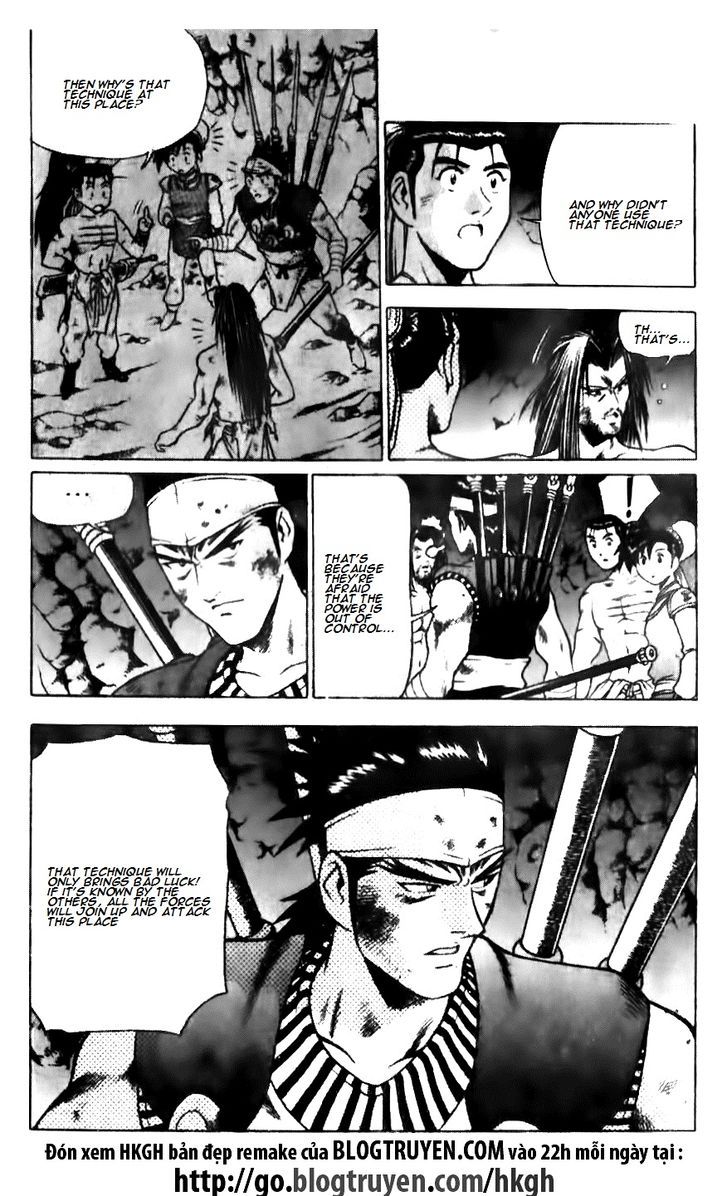 THEN WHY'S THAT
TECHNIQUE AT
THIS PLACE?
AND WHY DIDN'T
ANYONE USE
THAT TECHNIQUE?
TH...
THAT'S...
...
THAT'S
BECAUSE
THEY'RE
AFRAID
THAT THE
POWER IS
OUT OF
CONTROL...
!
THAT TECHNIQUE WILL
ONLY BRINGS BAD LUCK!
IF IT'S KNOWN BY THE
OTHERS, ALL THE FORCES
WILL JOIN UP AND ATTACK
THIS PLACE
Đón xem HKGH bản đẹp remake của BLOGTRUYEN.COM vào 22h mỗi ngày tại :
http://go.blogtruyen.com/hkgh